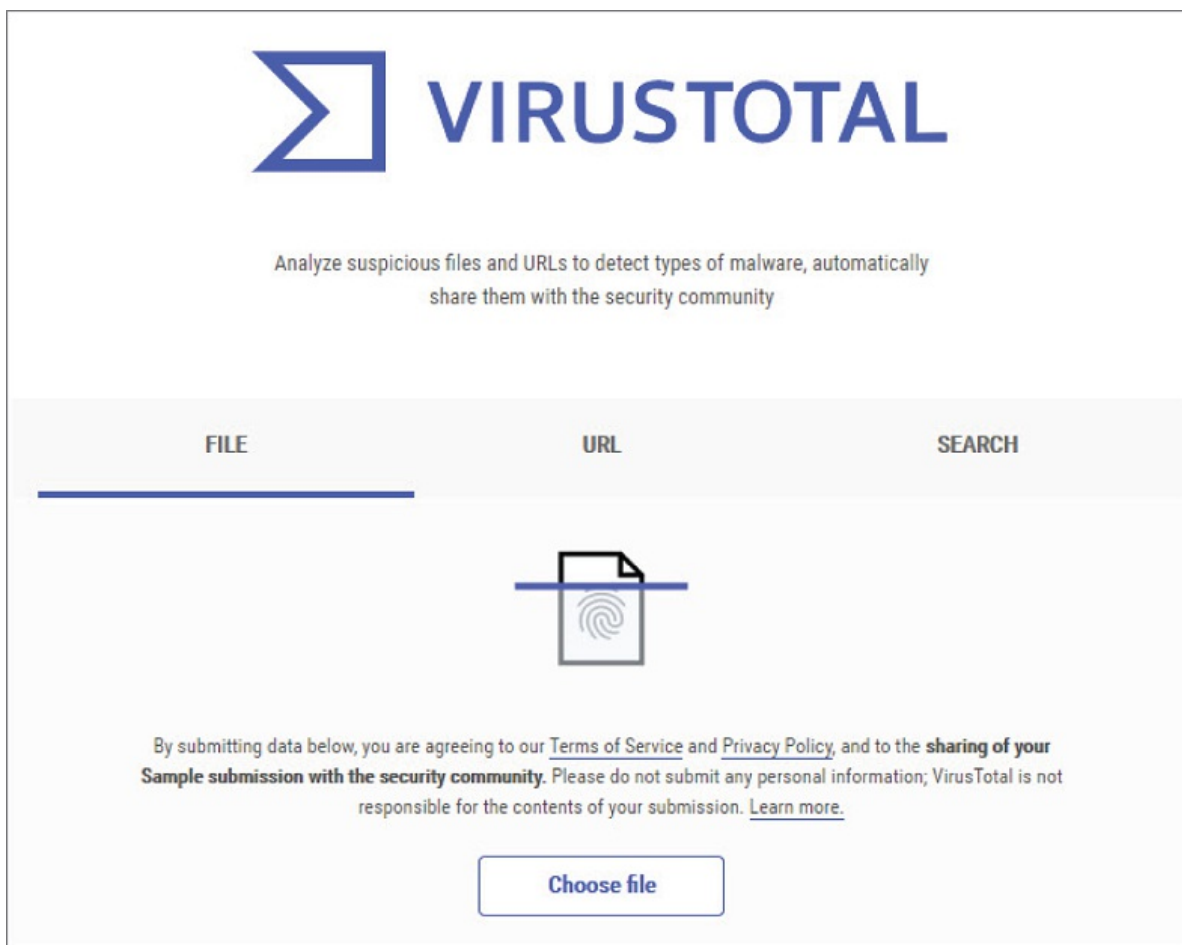 VIRUSTOTAL
Analyze suspicious files and URLs to detect types of malware, automatically
share them with the security community
FILE URL SEARCH
By submitting data below, you are agreeing to our Terms of Service and Privacy Policy, and to the sharing of your
Sample submission with the security community. Please do not submit any personal information; VirusTotal is not
responsible for the contents of your submission. Learn more.
Choose file